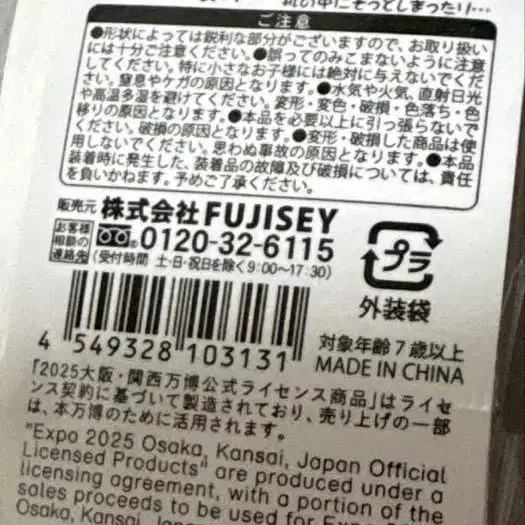 机の中にそっとしまったり…
ご注意
●形状によっては鋭利な部分がございますので、お取り扱い
には十分ご注意ください。●誤ってのみこまないように注意
してください。特に小さなお子様には絶対に与えないでくだ
さい。窒息やケガの原因となります。●水気や火気、直射日光
や高温多湿を避けてください。変形・変色・破損・色落ち・色
移りの原因となります。●本品を必要以上に引っ張らないで
ください。破損の原因となります。●変形・破損した商品は使
用しないでください。思わぬ事故の原因となります。●本品
装着時に発生した、装着品の故障及び破損については、責任
を負いかねます。予めご了承ください。
販売元 株式会社FUJISEY
お客様相談の連絡先 0120-32-6115
(受付時間 土・日・祝日を除く9:00〜17:30)
プラ
外装袋
4 549328 103131
対象年齢7歳以上
MADE IN CHINA
「2025大阪・関西万博公式ライセンス商品」はライセ
ンス契約に基づいて製造されており、売り上げの一部
は、本万博のために活用されます。
"Expo 2025 Osaka, Kansai, Japan Official
Licensed Products" are produced under a
licensing agreement, with a portion of the
sales proceeds to be used for Expo
Osaka, Kansai, Japan